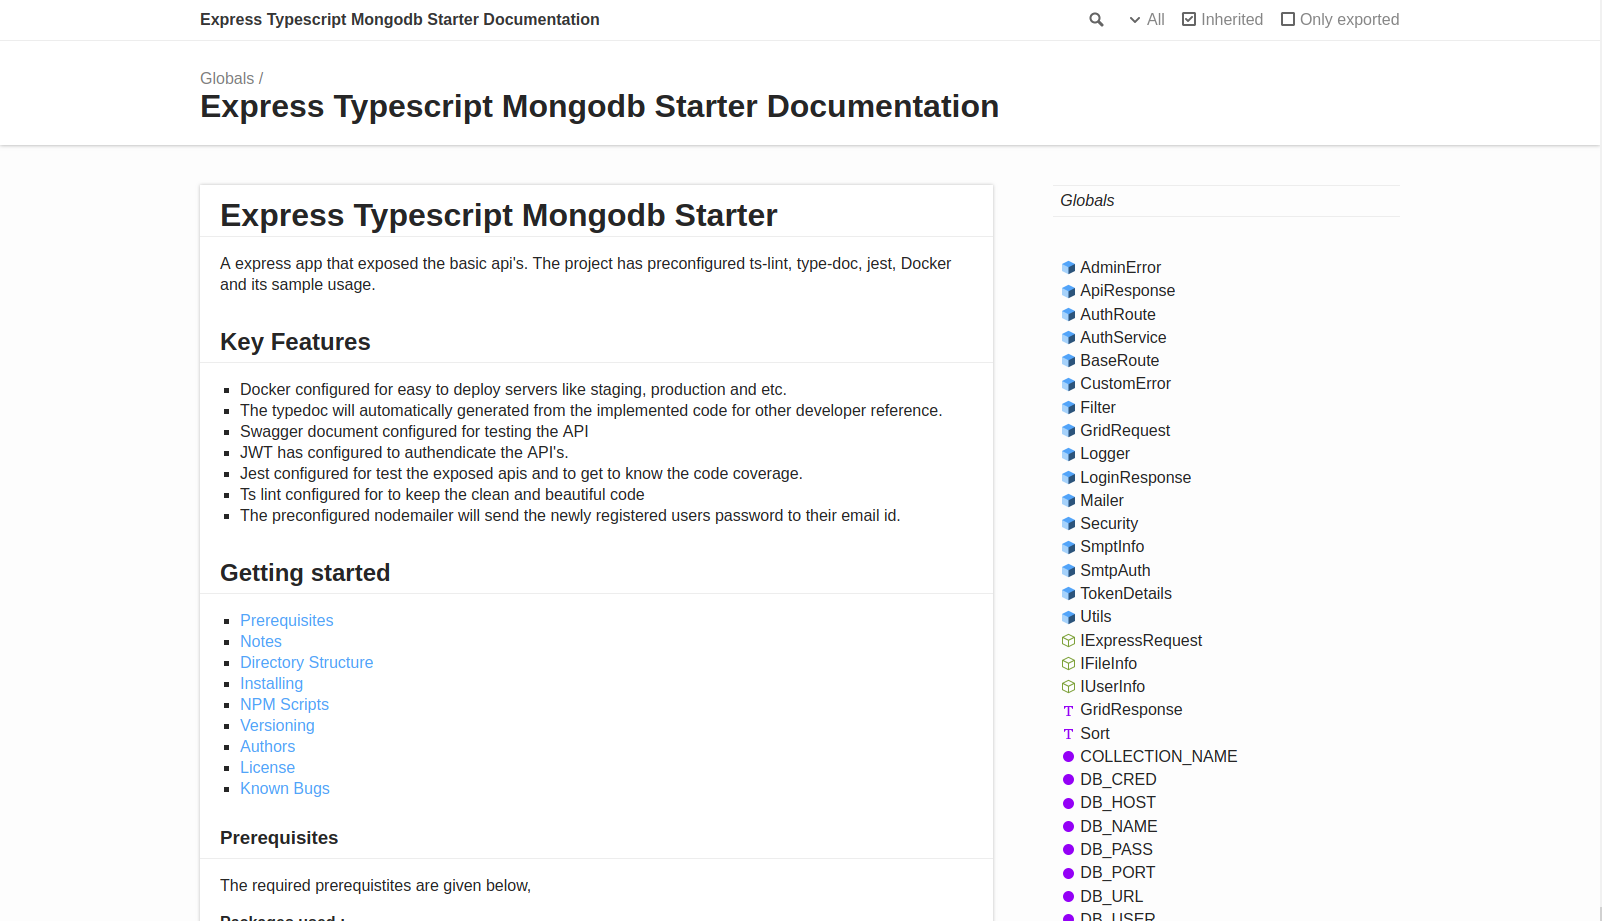 Express Typescript Mongodb Starter Documentation
All
Inherited
Only exported
Globals /
Express Typescript Mongodb Starter Documentation
Express Typescript Mongodb Starter
A express app that exposed the basic api's. The project has preconfigured ts-lint, type-doc, jest, Docker
and its sample usage.
Key Features
Docker configured for easy to deploy servers like staging, production and etc.
The typedoc will automatically generated from the implemented code for other developer reference.
Swagger document configured for testing the API
JWT has configured to authendicate the API's.
Jest configured for test the exposed apis and to get to know the code coverage.
Ts lint configured for to keep the clean and beautiful code
The preconfigured nodemailer will send the newly registered users password to their email id.
Getting started
Prerequisites
Notes
Directory Structure
Installing
NPM Scripts
Versioning
Authors
License
Known Bugs
Prerequisites
The required prerequistites are given below,
Packages used :
Globals
AdminError
ApiResponse
AuthRoute
AuthService
BaseRoute
CustomError
Filter
GridRequest
Logger
LoginResponse
Mailer
Security
SmptInfo
SmtpAuth
TokenDetails
Utils
IExpressRequest
IFileInfo
IUserInfo
GridResponse
Sort
COLLECTION_NAME
DB_CRED
DB_HOST
DB_NAME
DB_PASS
DB_PORT
DB_URL
DB_USER